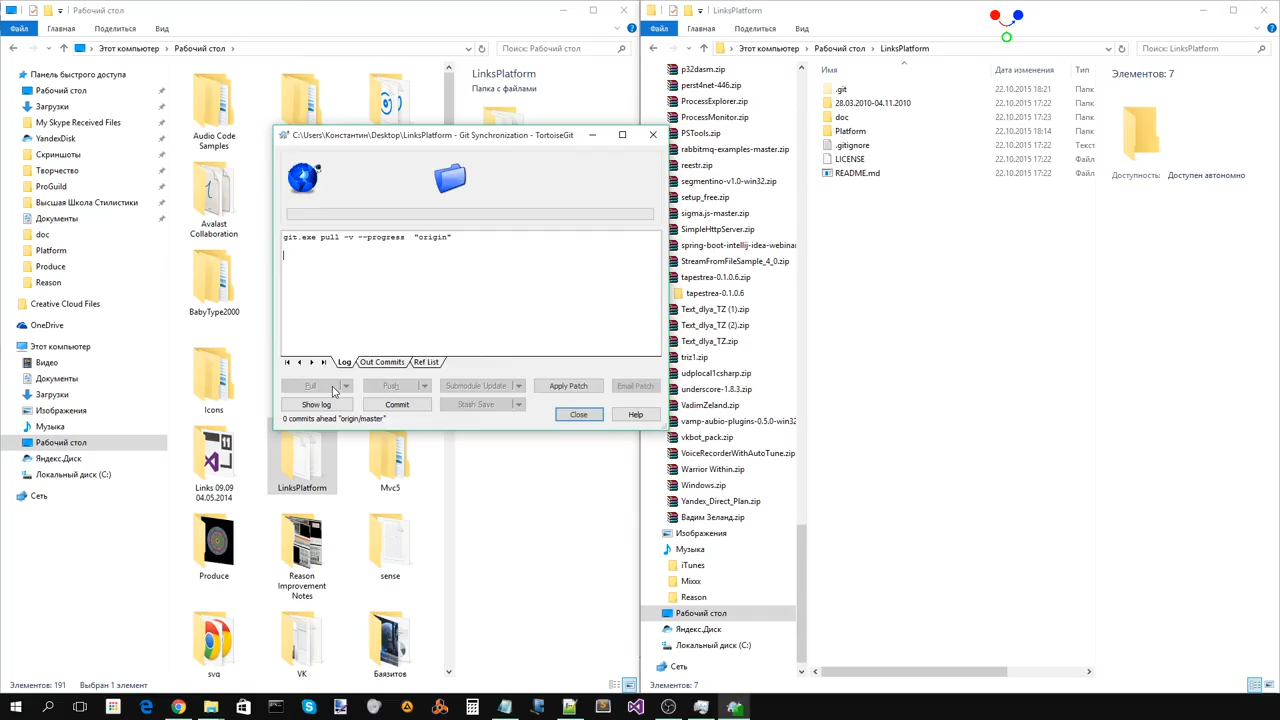 Рабочий стол
Файл
Главная
Поделиться
Вид
Этот компьютер
Рабочий стол
Поиск: Рабочий стол
Панель быстрого доступа
Рабочий стол
Загрузки
My Skype Received Files
YandexDisk
Скриншоты
Творчество
ProGuild
Высшая Школа Стилистики
Документы
doc
Platform
Produce
Reason
Creative Cloud Files
OneDrive
Этот компьютер
Видео
Документы
Загрузки
Изображения
Музыка
Рабочий стол
Яндекс.Диск
Локальный диск (C:)
Сеть
Audio Code Samples
Avalast Collaboration
BabyType2000
Icons
Links 09.09 04.05.2014
LinksPlatform
Mvc5
Produce
Reason Improvement Notes
sense
svg
VK
Баязитов
LinksPlatform
Папка с файлами
Элементов: 191
Выбран 1 элемент
C:\Users\Константин\Desktop\LinksPlatform - Git Synchronization - TortoiseGit
git.exe pull -v --progress "origin"
Log
Out Commits
Ref List
Pull
Push
Submodule Update
Apply Patch
Email Patch
Show log
Commit
Stash Save
Close
Help
0 commits ahead "origin/master"
LinksPlatform
Файл
Главная
Поделиться
Вид
Этот компьютер
Рабочий стол
LinksPlatform
Поиск: LinksPlatform
p32dasm.zip
perst4net-446.zip
ProcessExplorer.zip
ProcessMonitor.zip
PSTools.zip
rabbitmq-examples-master.zip
reestr.zip
segmentino-v1.0-win32.zip
setup_free.zip
sigma.js-master.zip
SimpleHttpServer.zip
spring-boot-intellij-idea-webinar
StreamFromFileSample_4_0.zip
tapestrea-0.1.0.6.zip
tapestrea-0.1.0.6
Text_dlya_TZ (1).zip
Text_dlya_TZ (2).zip
Text_dlya_TZ.zip
triz1.zip
udplocal1csharp.zip
underscore-1.8.3.zip
VadimZeland.zip
vamp-aubio-plugins-0.5.0-win32
vkbot_pack.zip
VoiceRecorderWithAutoTune.zip
Warrior Within.zip
Windows.zip
Yandex_Direct_Plan.zip
Вадим Зеланд.zip
Изображения
Музыка
iTunes
Mixxx
Reason
Рабочий стол
Яндекс.Диск
Локальный диск (C:)
Сеть
Имя
Дата изменения
Тип
.git 22.10.2015 18:21 Папк
28.03.2010-04.11.2010 22.10.2015 17:23 Папк
doc 22.10.2015 17:23 Папк
Platform 22.10.2015 18:14 Папк
.gitignore 22.10.2015 17:22 Текст
LICENSE 22.10.2015 17:22 Файл
README.md 22.10.2015 17:22 Файл
Элементов: 7
Доступность: Доступен автономно
Элементов: 7